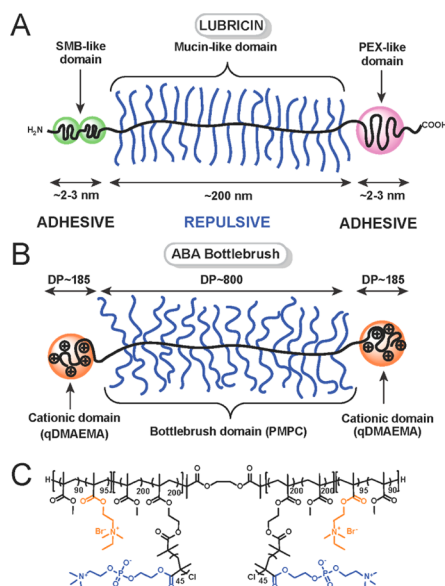 A
LUBRICIN
SMB-like
domain
Mucin-like domain
PEX-like
domain
H₂N
COOH
~2-3 nm
~200 nm
~2-3 nm
ADHESIVE
REPULSIVE
ADHESIVE
B
ABA Bottlebrush
DP~185
DP~800
DP~185
Cationic domain
(qDMAEMA)
Bottlebrush domain (PMPC)
Cationic domain
(qDMAEMA)
C
H
90
95
200
200
200
200
95
90
H
O
O
O
O
O
O
O
O
Br⁻
N⁺
Br⁻
N⁺
45
Cl
45
Cl